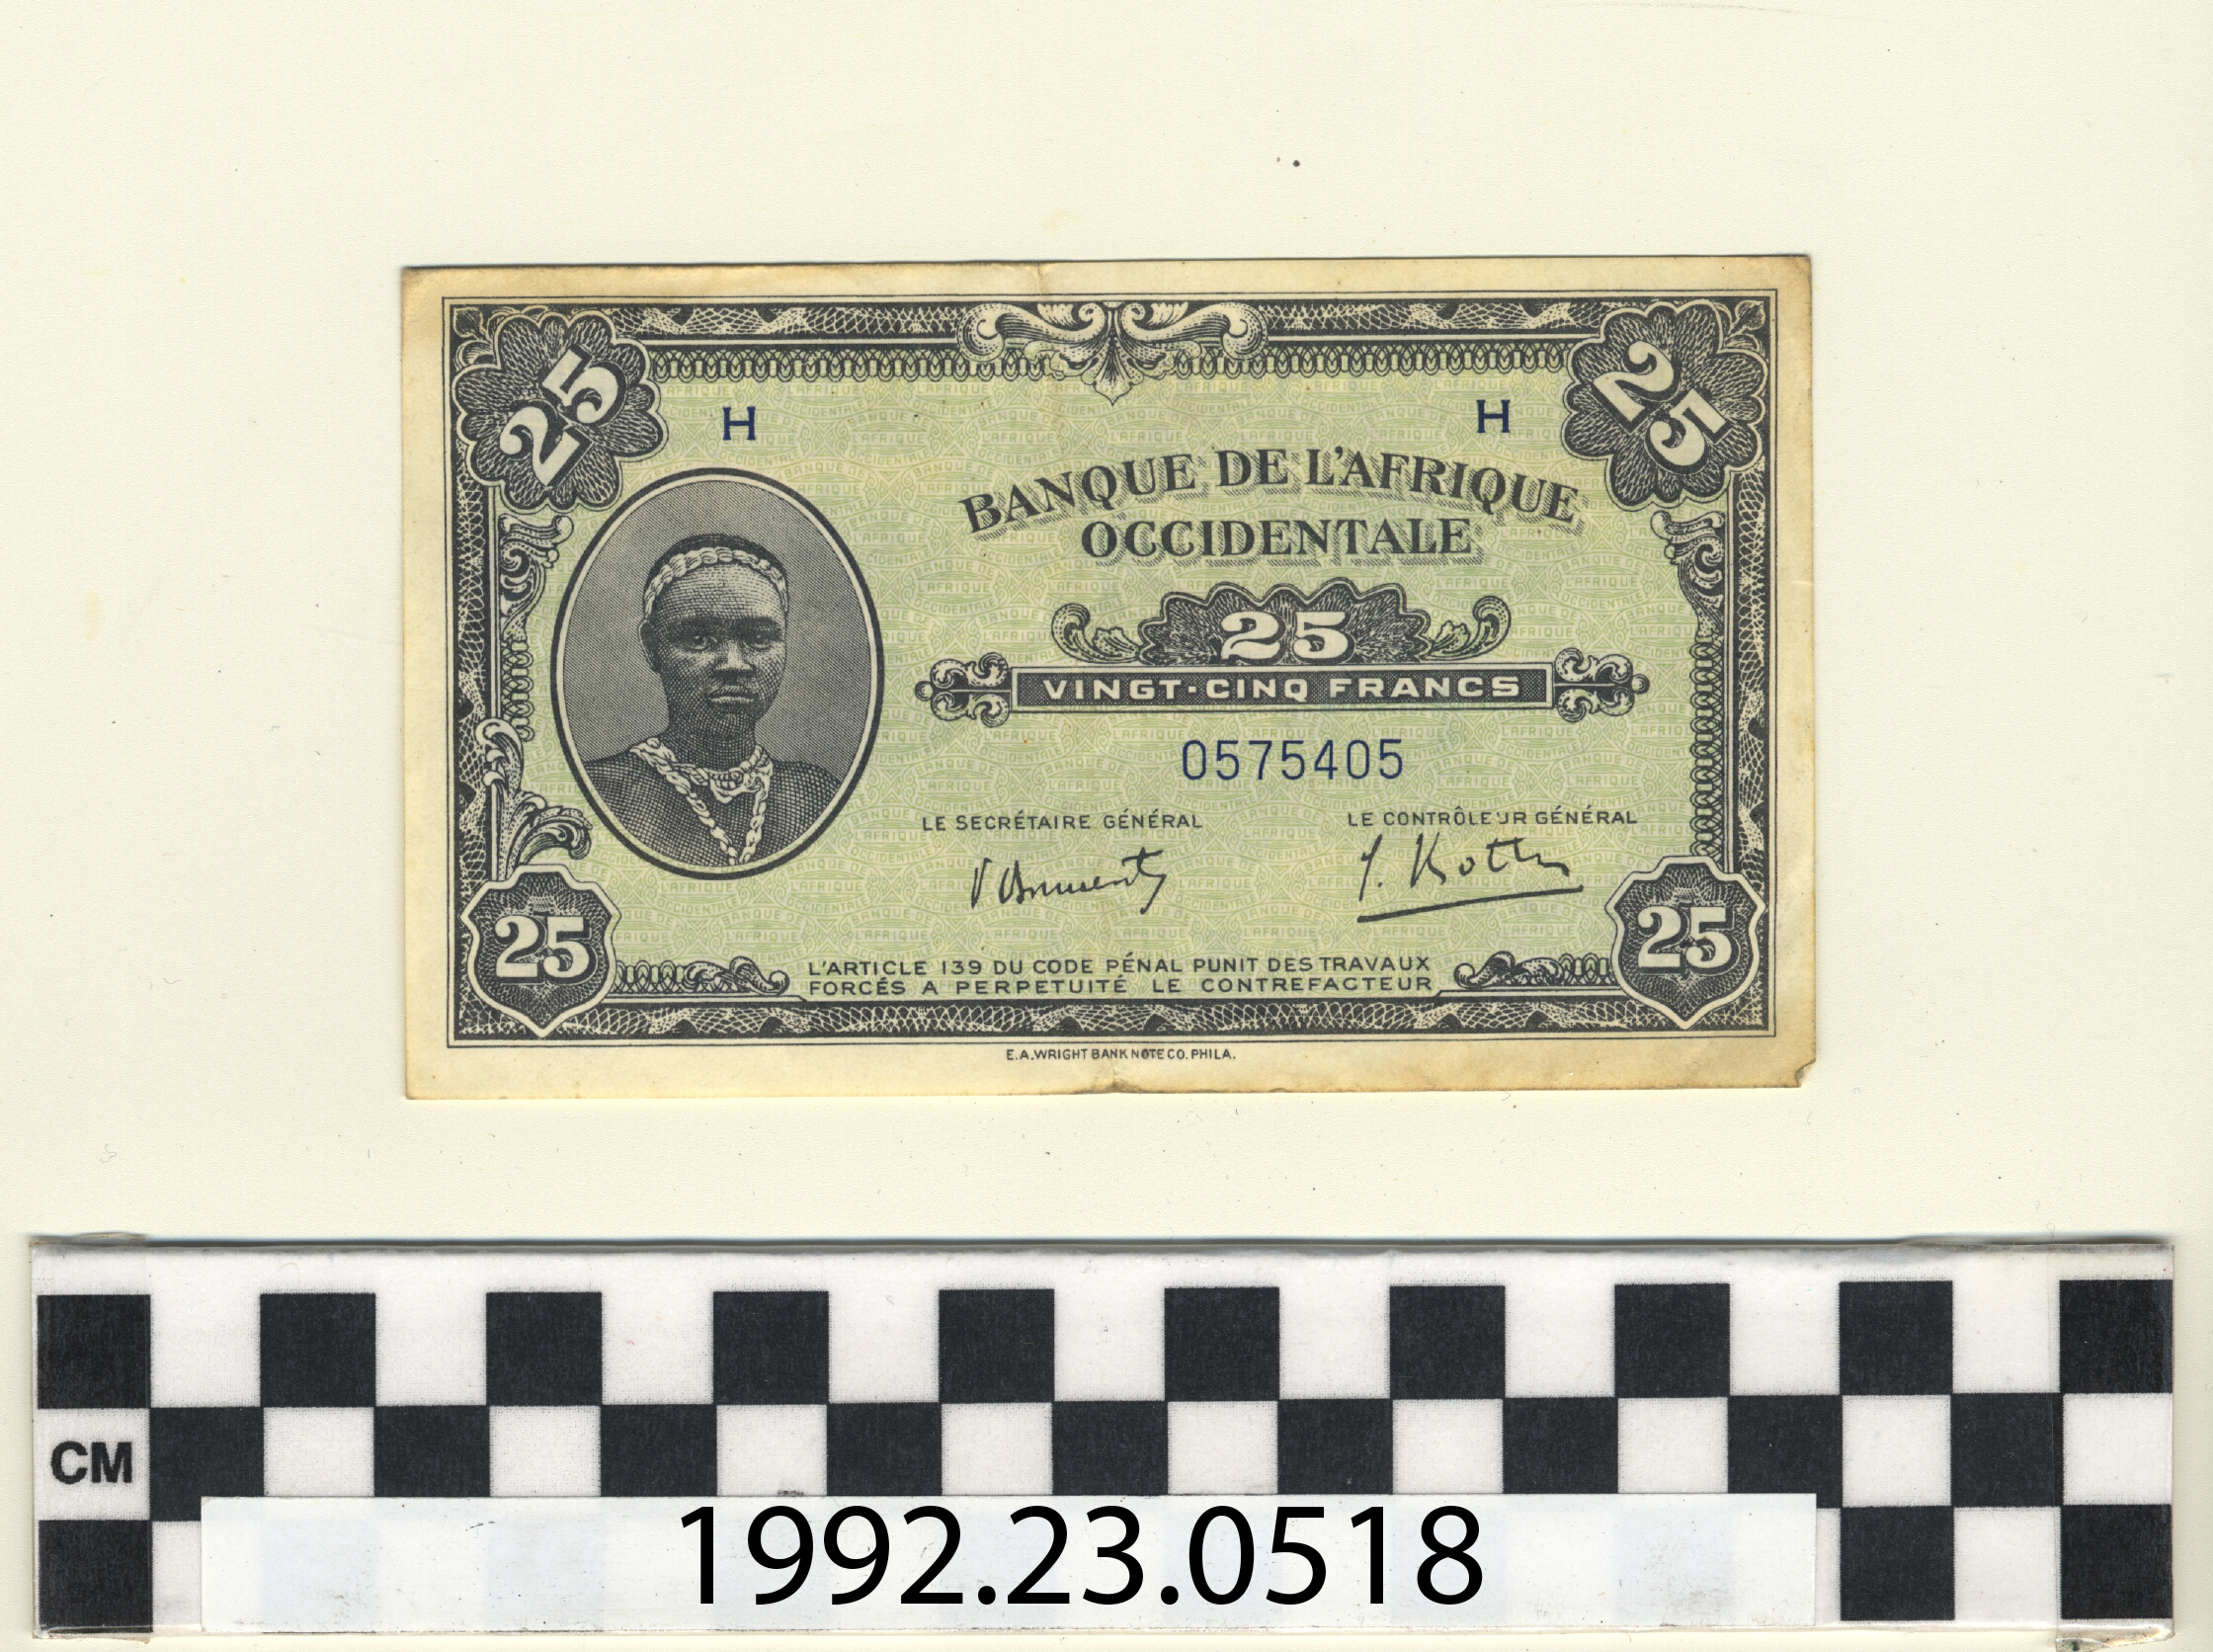 25
25
H
H
BANQUE DE L'AFRIQUE
OCCIDENTALE
25
VINGT-CINQ FRANCS
0575405
LE SECRÉTAIRE GÉNÉRAL
LE CONTRÔLEUR GÉNÉRAL
25
25
L'ARTICLE 139 DU CODE PÉNAL PUNIT DES TRAVAUX
FORCÉS A PERPETUITÉ LE CONTREFACTEUR
E.A.WRIGHT BANK NOTE CO. PHILA.
CM
1992.23.0518